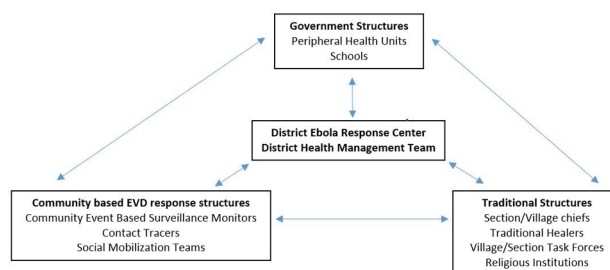 Government Structures
Peripheral Health Units
Schools
District Ebola Response Center
District Health Management Team
Community based EVD response structures
Community Event Based Surveillance Monitors
Contact Tracers
Social Mobilization Teams
Traditional Structures
Section/Village chiefs
Traditional Healers
Village/Section Task Forces
Religious Institutions